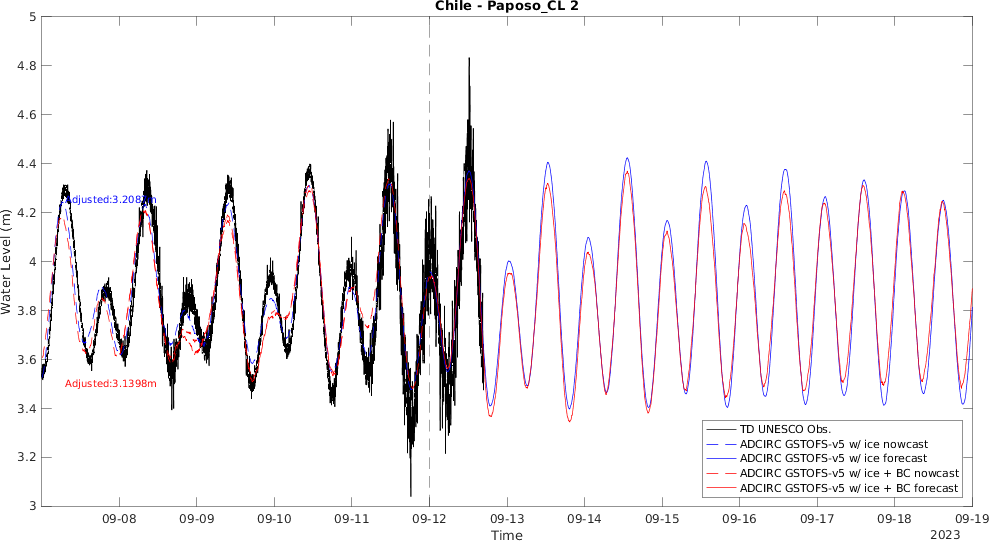 Chile - Paposo_CL 2
5
4.8
4.6
4.4
4.2
4
3.8
3.6
3.4
3.2
3
Water Level (m)
Adjusted:3.208 m
Adjusted:3.1398m
TD UNESCO Obs.
ADCIRC GSTOFS-v5 w/ ice nowcast
ADCIRC GSTOFS-v5 w/ ice forecast
ADCIRC GSTOFS-v5 w/ ice + BC nowcast
ADCIRC GSTOFS-v5 w/ ice + BC forecast
09-08 09-09 09-10 09-11 09-12 09-13 09-14 09-15 09-16 09-17 09-18 09-19
Time
2023